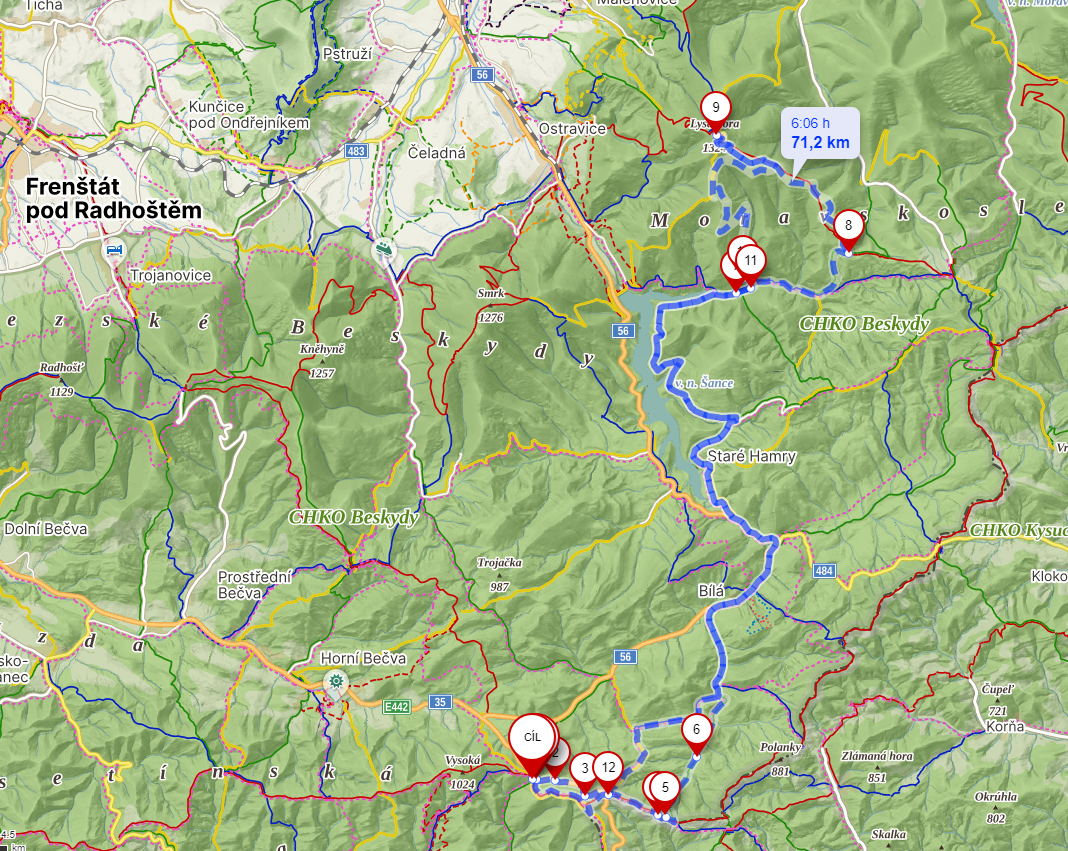 Tichá
Malenovice
v. n. Moráv
Pstruží
56
Kunčice
pod Ondřejníkem
9
6:06 h
71,2 km
Ostravice
Lysá hora
483
Čeladná
Frenštát
pod Radhoštěm
M o a v s k o s l e
8
Trojanovice
11
Smrk
1276
e z s k é
B e s k y d y
56
CHKO Beskydy
Kněhyně
1257
Radhošť
1129
v. n. Šance
Staré Hamry
CHKO Beskydy
Dolní Bečva
CHKO Kysuc
Trojačka
987
484
Prostřední
Bečva
Bílá
Kloko
z d a
56
Horní Bečva
E442
35
Čupeľ
721
Korňa
CÍL
2
6
Vysoká
1024
3
12
5
Polanky
881
Zlámaná hora
851
s e t í n s k á
Okrúhla
802
Skalka
km